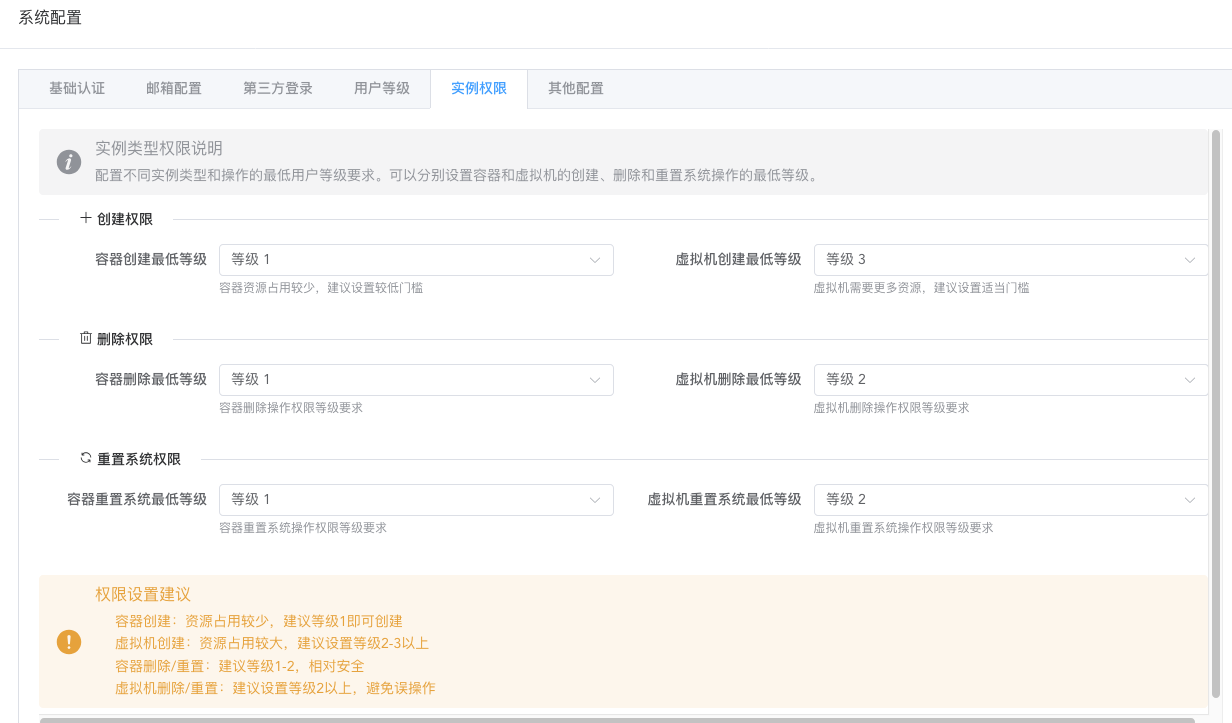 系统配置
基础认证 邮箱配置 第三方登录 用户等级 实例权限 其他配置
实例类型权限说明
配置不同实例类型和操作的最低用户等级要求。可以分别设置容器和虚拟机的创建、删除和重置系统操作的最低等级。
创建权限
容器创建最低等级 等级 1 虚拟机创建最低等级 等级 3
容器资源占用较少，建议设置较低门槛 虚拟机需要更多资源，建议设置适当门槛
删除权限
容器删除最低等级 等级 1 虚拟机删除最低等级 等级 2
容器删除操作权限等级要求 虚拟机删除操作权限等级要求
重置系统权限
容器重置系统最低等级 等级 1 虚拟机重置系统最低等级 等级 2
容器重置系统操作权限等级要求 虚拟机重置系统操作权限等级要求
权限设置建议
容器创建：资源占用较少，建议等级1即可创建
虚拟机创建：资源占用较大，建议设置等级2-3以上
容器删除/重置：建议等级1-2，相对安全
虚拟机删除/重置：建议设置等级2以上，避免误操作